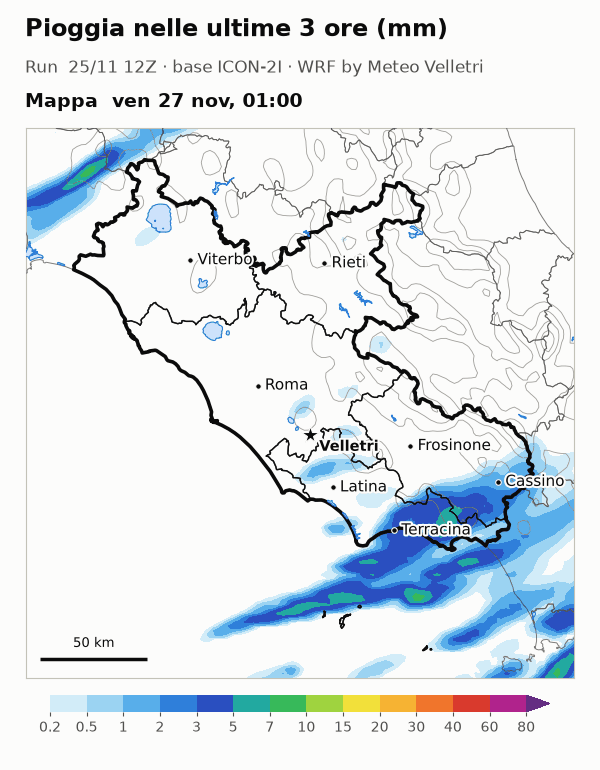 Pioggia nelle ultime 3 ore (mm)
Run  25/11 12Z · base ICON-2I · WRF by Meteo Velletri
Mappa  ven 27 nov, 01:00
Viterbo
Rieti
Roma
Velletri
Frosinone
Cassino
Latina
Terracina
50 km
0.2 0.5 1 2 3 5 7 10 15 20 30 40 60 80